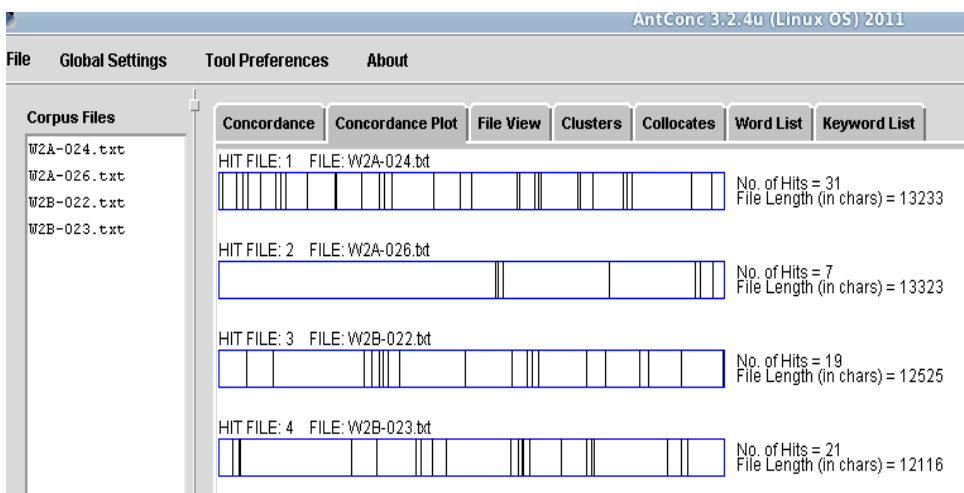 AntConc 3.2.4u (Linux OS) 2011
File Global Settings Tool Preferences About
Corpus Files
W2A-024.txt
W2A-026.txt
W2B-022.txt
W2B-023.txt
Concordance Concordance Plot File View Clusters Collocates Word List Keyword List
HIT FILE: 1 FILE: W2A-024.txt
No. of Hits = 31
File Length (in chars) = 13233
HIT FILE: 2 FILE: W2A-026.txt
No. of Hits = 7
File Length (in chars) = 13323
HIT FILE: 3 FILE: W2B-022.txt
No. of Hits = 19
File Length (in chars) = 12525
HIT FILE: 4 FILE: W2B-023.txt
No. of Hits = 21
File Length (in chars) = 12116